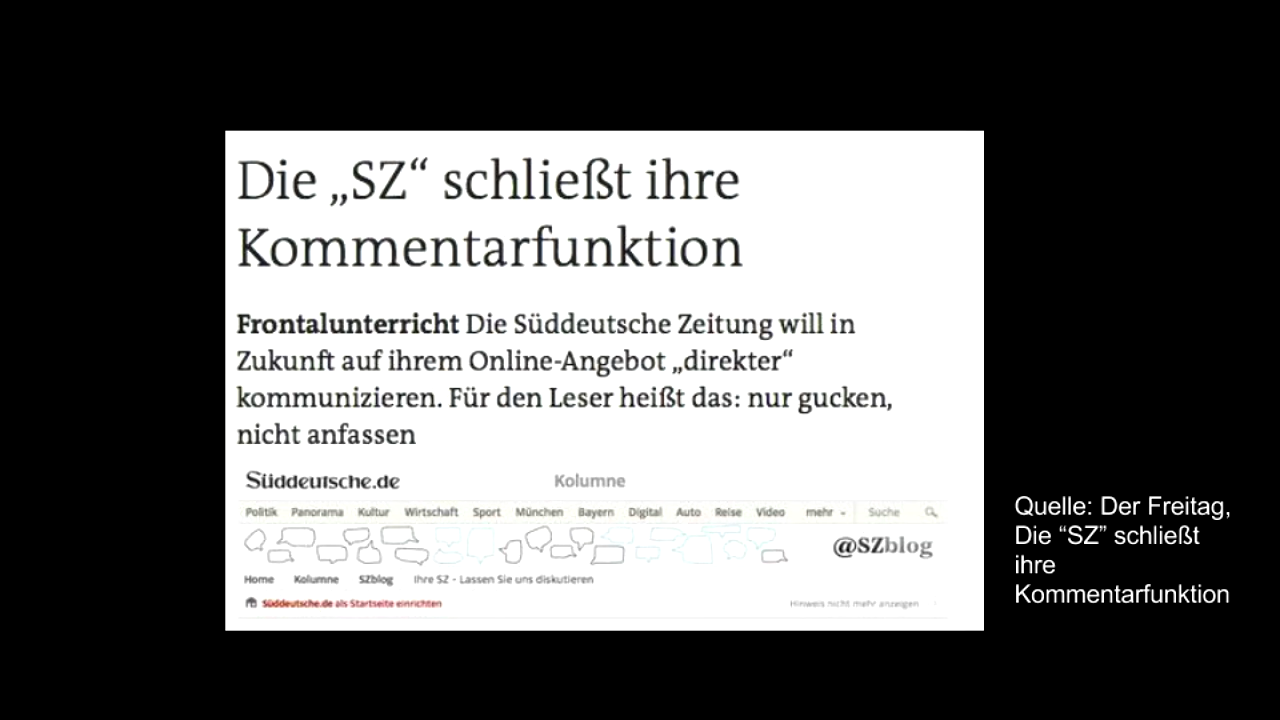 Die „SZ“ schließt ihre
Kommentarfunktion
Frontalunterricht Die Süddeutsche Zeitung will in
Zukunft auf ihrem Online-Angebot „direkter“
kommunizieren. Für den Leser heißt das: nur gucken,
nicht anfassen
Süddeutsche.de Kolumne
Politik Panorama Kultur Wirtschaft Sport München Bayern Digital Auto Reise Video mehr Suche
@SZblog
Home Kolumne SZblog Ihre SZ - Lassen Sie uns diskutieren
Süddeutsche.de als Startseite einrichten Hinweis nicht mehr anzeigen
Quelle: Der Freitag,
Die “SZ” schließt
ihre
Kommentarfunktion